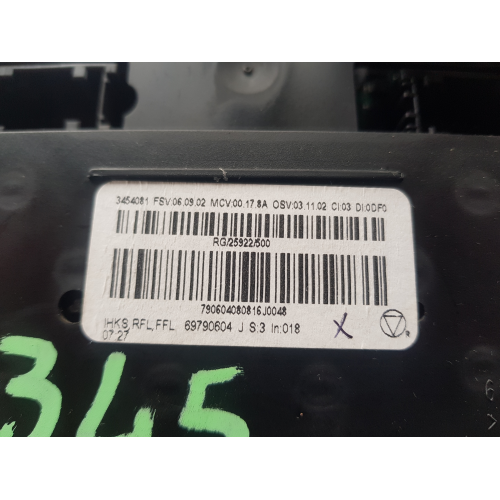 3454081 FSV:06.09.02 MCV:00.17.8A OSV:03.11.02 CI:03 DI:0DF0
RG/25922/500
790604080816J0048
IHKS,RFL,FFL 69790604 J S.3 In:018
07.27
X
R
345